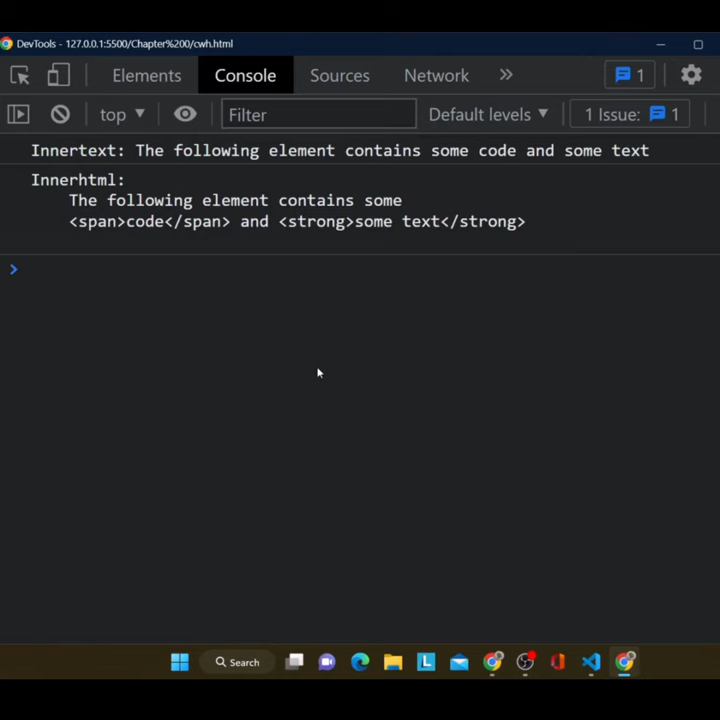 DevTools - 127.0.0.1:5500/Chapter%200/cwh.html
Elements Console Sources Network » 1
top Filter Default levels 1 Issue: 1
Innertext: The following element contains some code and some text
Innerhtml:
The following element contains some
<span>code</span> and <strong>some text</strong>
>
Search L